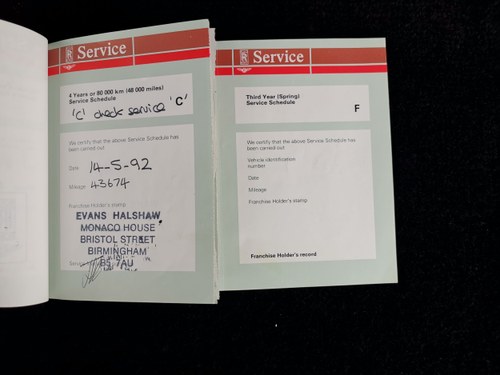 Service
4 Years or 80 000 km (48 000 miles)
Service Schedule
'c' check service 'C'
We certify that the above Service Schedule has
been carried out
Date 14-5-92
Mileage 43674
Franchise Holder's stamp
EVANS HALSHAW
MONACO HOUSE
BRISTOL STREET
BIRMINGHAM
B5 7AU
Service
Third Year (Spring)
Service Schedule
F
We certify that the above Service Schedule has
been carried out
Vehicle identification
number
Date
Mileage
Franchise Holder's stamp
Franchise Holder's record